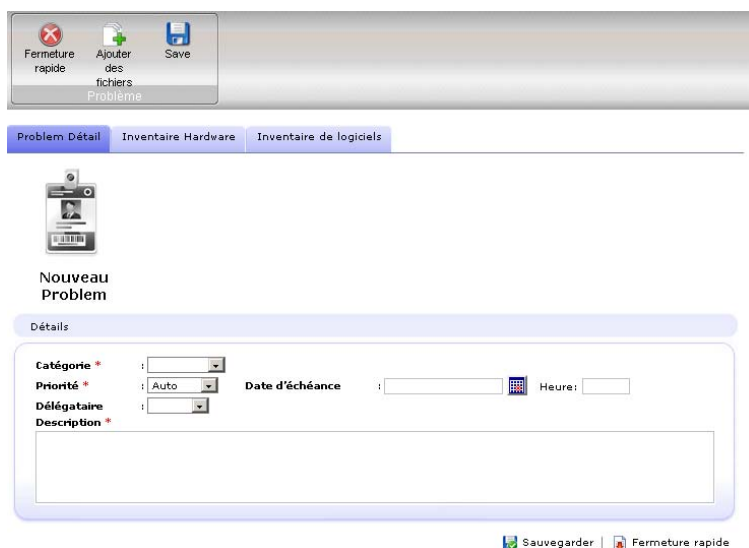 Fermeture rapide
Ajouter des fichiers
Save
Problème
Problem Détail
Inventaire Hardware
Inventaire de logiciels
Nouveau
Problem
Détails
Catégorie * :
Priorité * : Auto
Date d'échéance :
Heure:
Délégataire :
Description *
Sauvegarder | Fermeture rapide